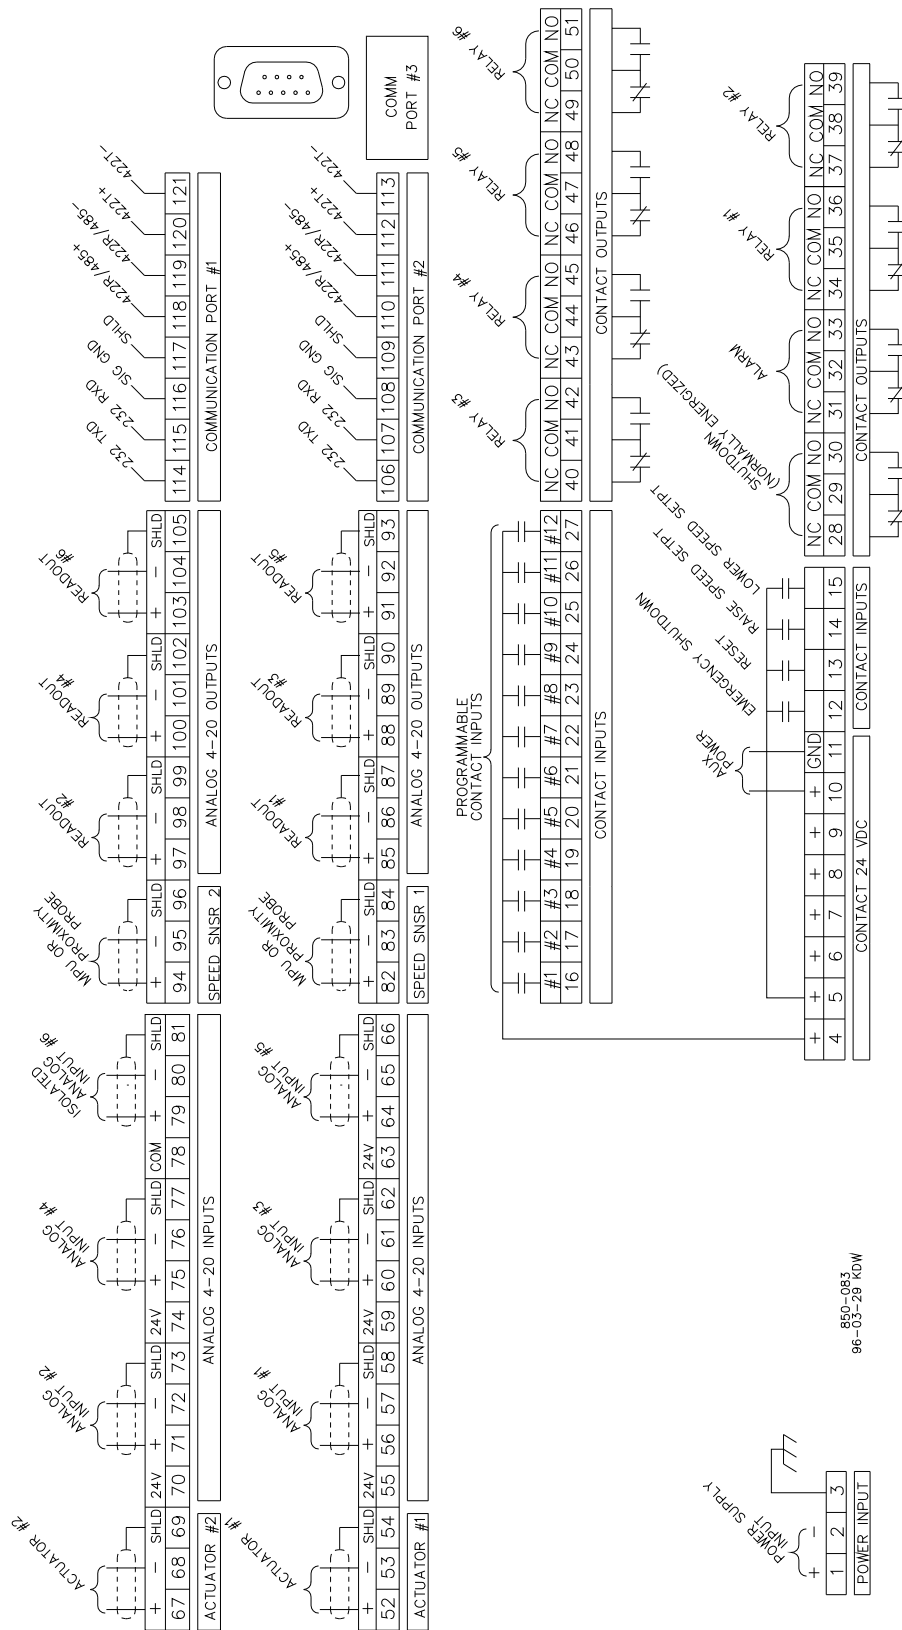 ACTUATOR #2
ANALOG INPUT #2
ANALOG INPUT #4
ISOLATED ANALOG INPUT #6
MPU OR PROXIMITY PROBE
READOUT #2
READOUT #4
READOUT #6
232 TXD
232 RXD
SIG GND
SHLD
422R/485+
422R/485-
422T+
422T-
+ - SHLD 24V + - SHLD 24V + - SHLD COM + - SHLD + - SHLD + - SHLD + - SHLD + - SHLD
67 68 69 70 71 72 73 74 75 76 77 78 79 80 81 94 95 96 97 98 99 100 101 102 103 104 105 114 115 116 117 118 119 120 121
ACTUATOR #2
ANALOG 4-20 INPUTS
SPEED SNSR 2
ANALOG 4-20 OUTPUTS
COMMUNICATION PORT #1
ACTUATOR #1
ANALOG INPUT #1
ANALOG INPUT #3
ANALOG INPUT #5
MPU OR PROXIMITY PROBE
READOUT #1
READOUT #3
READOUT #5
232 TXD
232 RXD
SIG GND
SHLD
422R/485+
422R/485-
422T+
422T-
+ - SHLD 24V + - SHLD 24V + - SHLD 24V + - SHLD + - SHLD + - SHLD + - SHLD + - SHLD
52 53 54 55 56 57 58 59 60 61 62 63 64 65 66 82 83 84 85 86 87 88 89 90 91 92 93 106 107 108 109 110 111 112 113
ACTUATOR #1
ANALOG 4-20 INPUTS
SPEED SNSR 1
ANALOG 4-20 OUTPUTS
COMMUNICATION PORT #2
COMM
PORT #3
PROGRAMMABLE
CONTACT INPUTS
RELAY #3
RELAY #4
RELAY #5
RELAY #6
#1 #2 #3 #4 #5 #6 #7 #8 #9 #10 #11 #12 NC COM NO NC COM NO NC COM NO NC COM NO
16 17 18 19 20 21 22 23 24 25 26 27 40 41 42 43 44 45 46 47 48 49 50 51
CONTACT INPUTS
CONTACT OUTPUTS
POWER SUPPLY INPUT
AUX POWER
EMERGENCY SHUTDOWN
RESET
RAISE SPEED SETPT
LOWER SPEED SETPT
SHUTDOWN
(NORMALLY ENERGIZED)
ALARM
RELAY #1
RELAY #2
+ -
+ + + + + + + GND NC COM NO NC COM NO NC COM NO NC COM NO
1 2 3 4 5 6 7 8 9 10 11 12 13 14 15 28 29 30 31 32 33 34 35 36 37 38 39
POWER INPUT
CONTACT 24 VDC
CONTACT INPUTS
CONTACT OUTPUTS
850-083
96-03-29 KDW